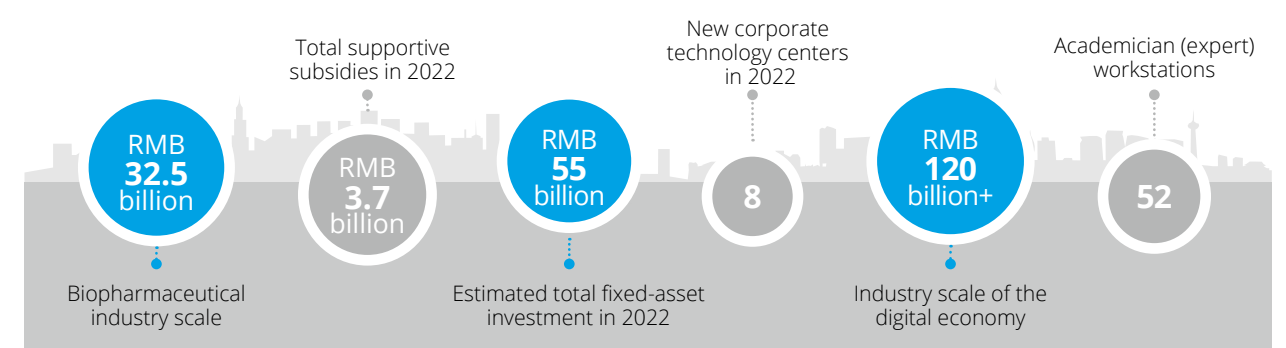 RMB
32.5
billion
Biopharmaceutical
industry scale
Total supportive
subsidies in 2022
RMB
3.7
billion
RMB
55
billion
Estimated total fixed-asset
investment in 2022
New corporate
technology centers
in 2022
8
RMB
120
billion+
Industry scale of the
digital economy
Academician (expert)
workstations
52